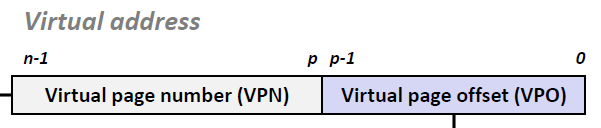 Virtual address
n-1 p p-1 0
Virtual page number (VPN) Virtual page offset (VPO)